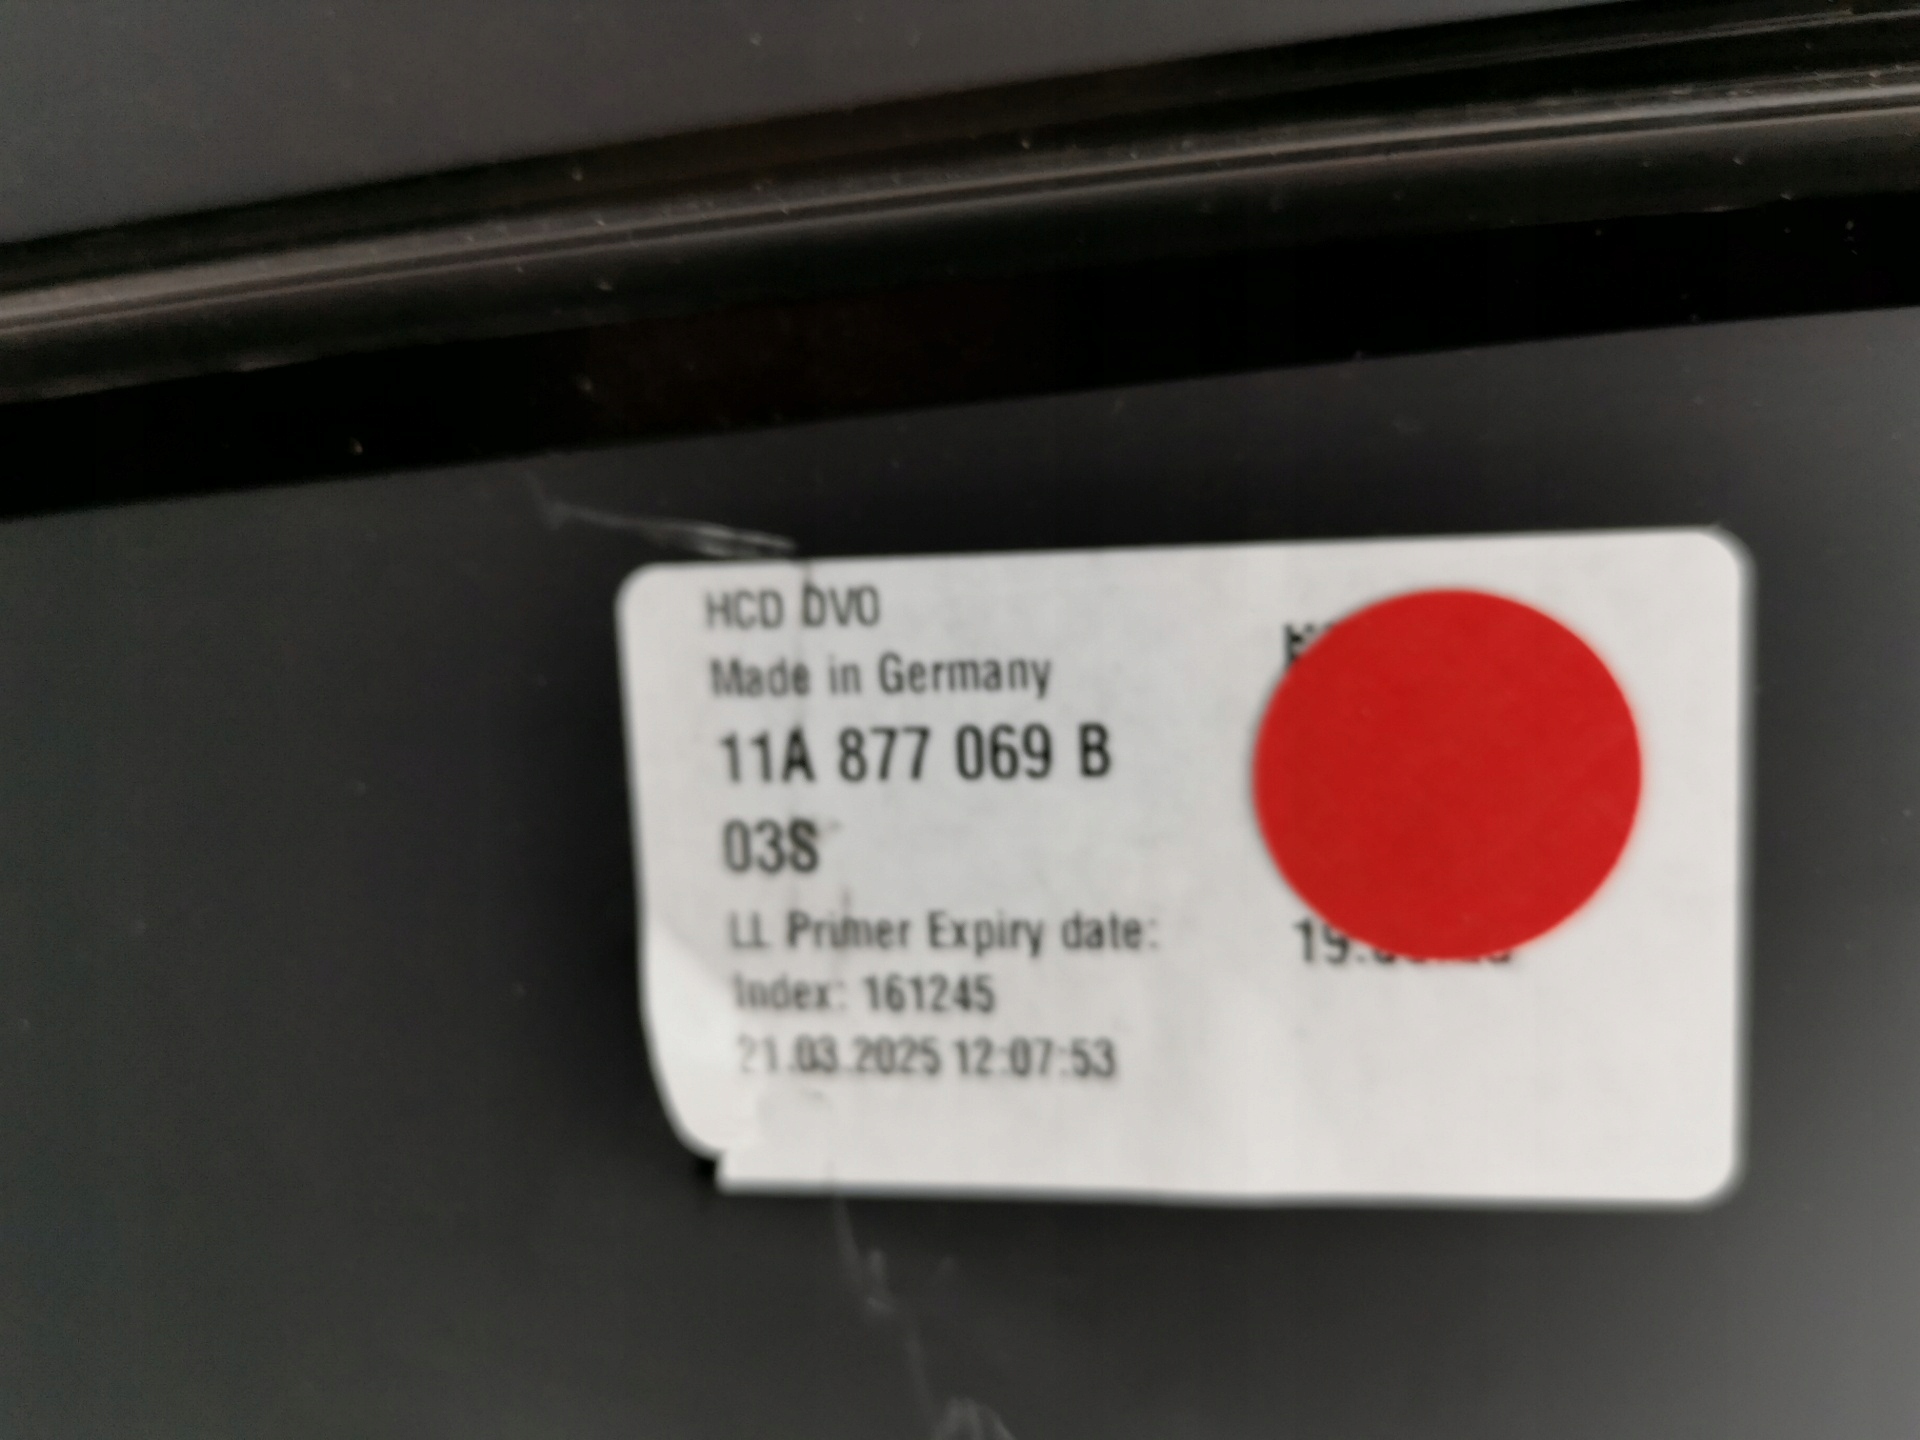 HCD DVO
Made in Germany
11A 877 069 B
03S
LL Primer Expiry date:
Index: 161245
21.03.2025 12:07:53